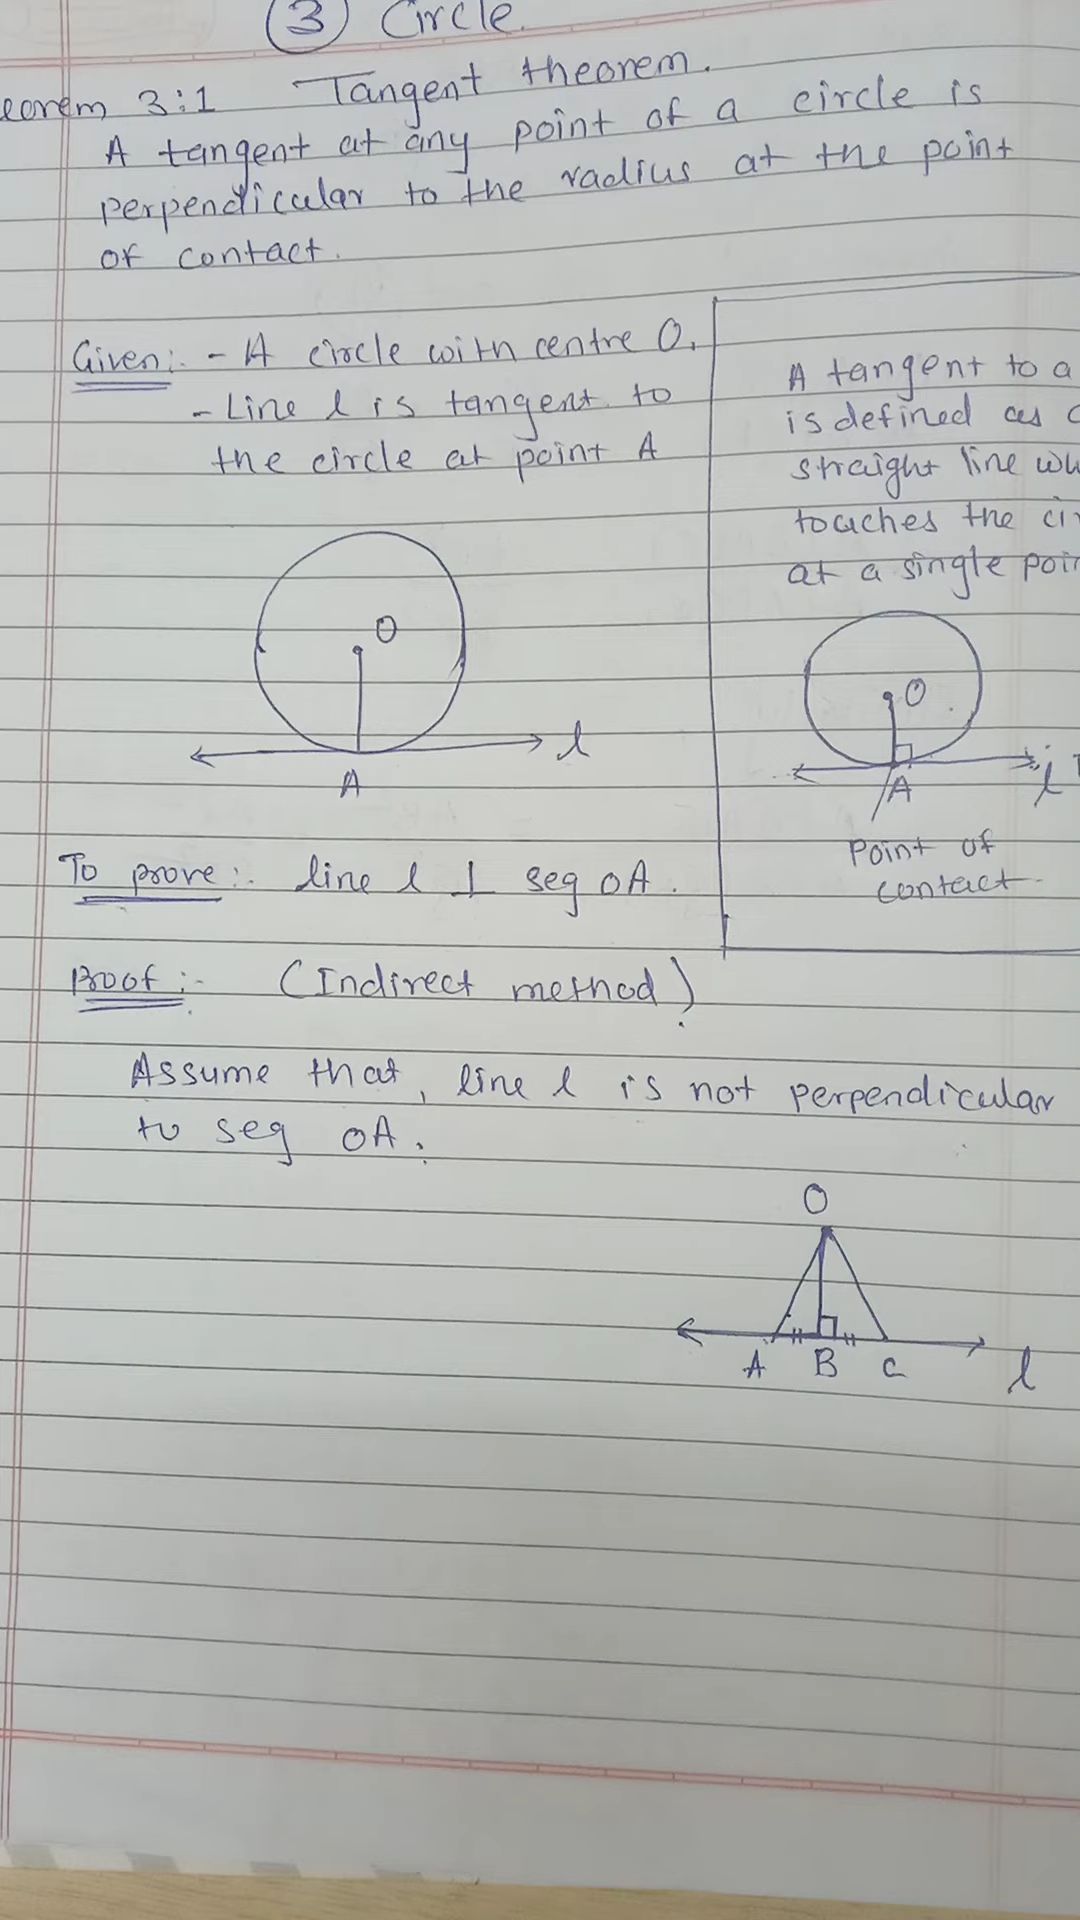 3 Circle.
eorem 3:1 Tangent theorem.
A tangent at any point of a circle is
perpendicular to the radius at the point
of contact.
Given:- - A circle with centre O.
- Line l is tangent to
the circle at point A
O
l
A
A tangent to a
is defined as
straight line
touches the
at a single
O
l
A
Point of
contact.
To prove:- line l ⊥ seg OA.
Proof:- (Indirect method)
Assume that, line l is not perpendicular
to seg OA.
O
A B C l